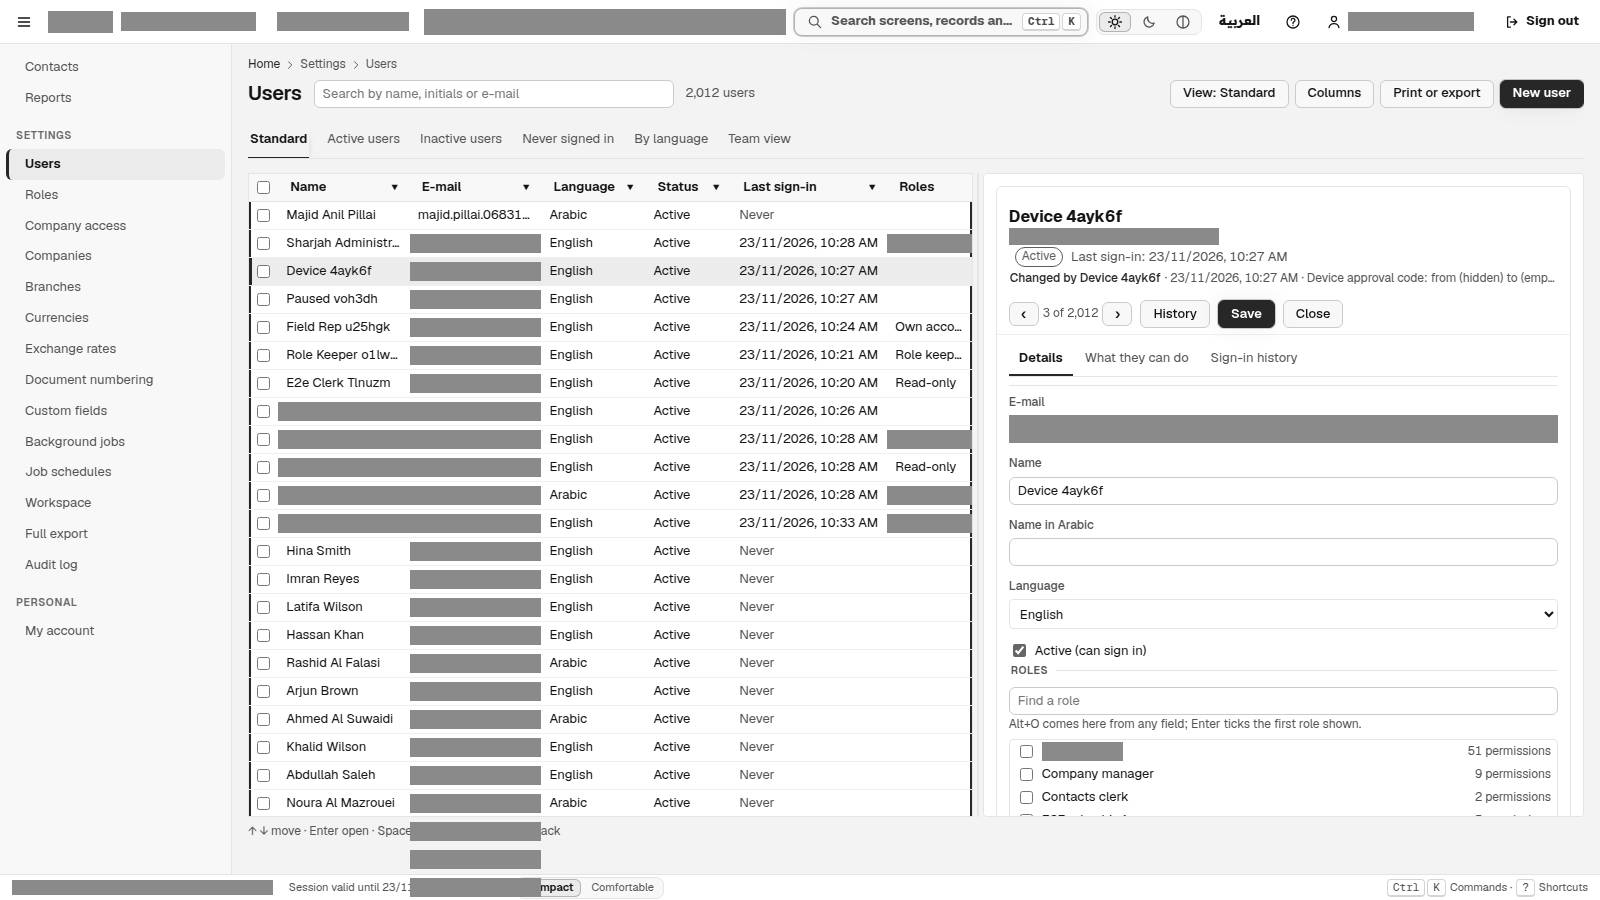 Search screens, records an... Ctrl K
العربية
Sign out
Contacts
Reports
SETTINGS
Users
Roles
Company access
Companies
Branches
Currencies
Exchange rates
Document numbering
Custom fields
Background jobs
Job schedules
Workspace
Full export
Audit log
PERSONAL
My account
Home > Settings > Users
Users
Search by name, initials or e-mail
2,012 users
View: Standard
Columns
Print or export
New user
Standard
Active users
Inactive users
Never signed in
By language
Team view
Name E-mail Language Status Last sign-in Roles
Majid Anil Pillai majid.pillai.06831... Arabic Active Never
Sharjah Administr... English Active 23/11/2026, 10:28 AM
Device 4ayk6f English Active 23/11/2026, 10:27 AM
Paused voh3dh English Active 23/11/2026, 10:27 AM
Field Rep u25hgk English Active 23/11/2026, 10:24 AM Own acco...
Role Keeper o1lw... English Active 23/11/2026, 10:21 AM Role keep...
E2e Clerk Tlnuzm English Active 23/11/2026, 10:20 AM Read-only
English Active 23/11/2026, 10:26 AM
English Active 23/11/2026, 10:28 AM
English Active 23/11/2026, 10:28 AM Read-only
Arabic Active 23/11/2026, 10:28 AM
English Active 23/11/2026, 10:33 AM
Hina Smith English Active Never
Imran Reyes English Active Never
Latifa Wilson English Active Never
Hassan Khan English Active Never
Rashid Al Falasi Arabic Active Never
Arjun Brown English Active Never
Ahmed Al Suwaidi Arabic Active Never
Khalid Wilson English Active Never
Abdullah Saleh English Active Never
Noura Al Mazrouei Arabic Active Never
↑ ↓ move · Enter open · Space
Device 4ayk6f
Active Last sign-in: 23/11/2026, 10:27 AM
Changed by Device 4ayk6f · 23/11/2026, 10:27 AM · Device approval code: from (hidden) to (emp...
‹ 3 of 2,012 › History Save Close
Details
What they can do
Sign-in history
E-mail
Name
Device 4ayk6f
Name in Arabic
Language
English
Active (can sign in)
ROLES
Find a role
Alt+O comes here from any field; Enter ticks the first role shown.
51 permissions
Company manager 9 permissions
Contacts clerk 2 permissions
Session valid until 23/11
Comfortable
Ctrl K Commands · ? Shortcuts